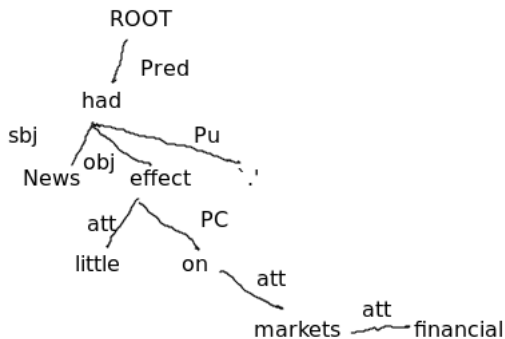 ROOT
Pred
had
sbj Pu
obj
News effect '.'
att PC
little on
att
att
markets financial